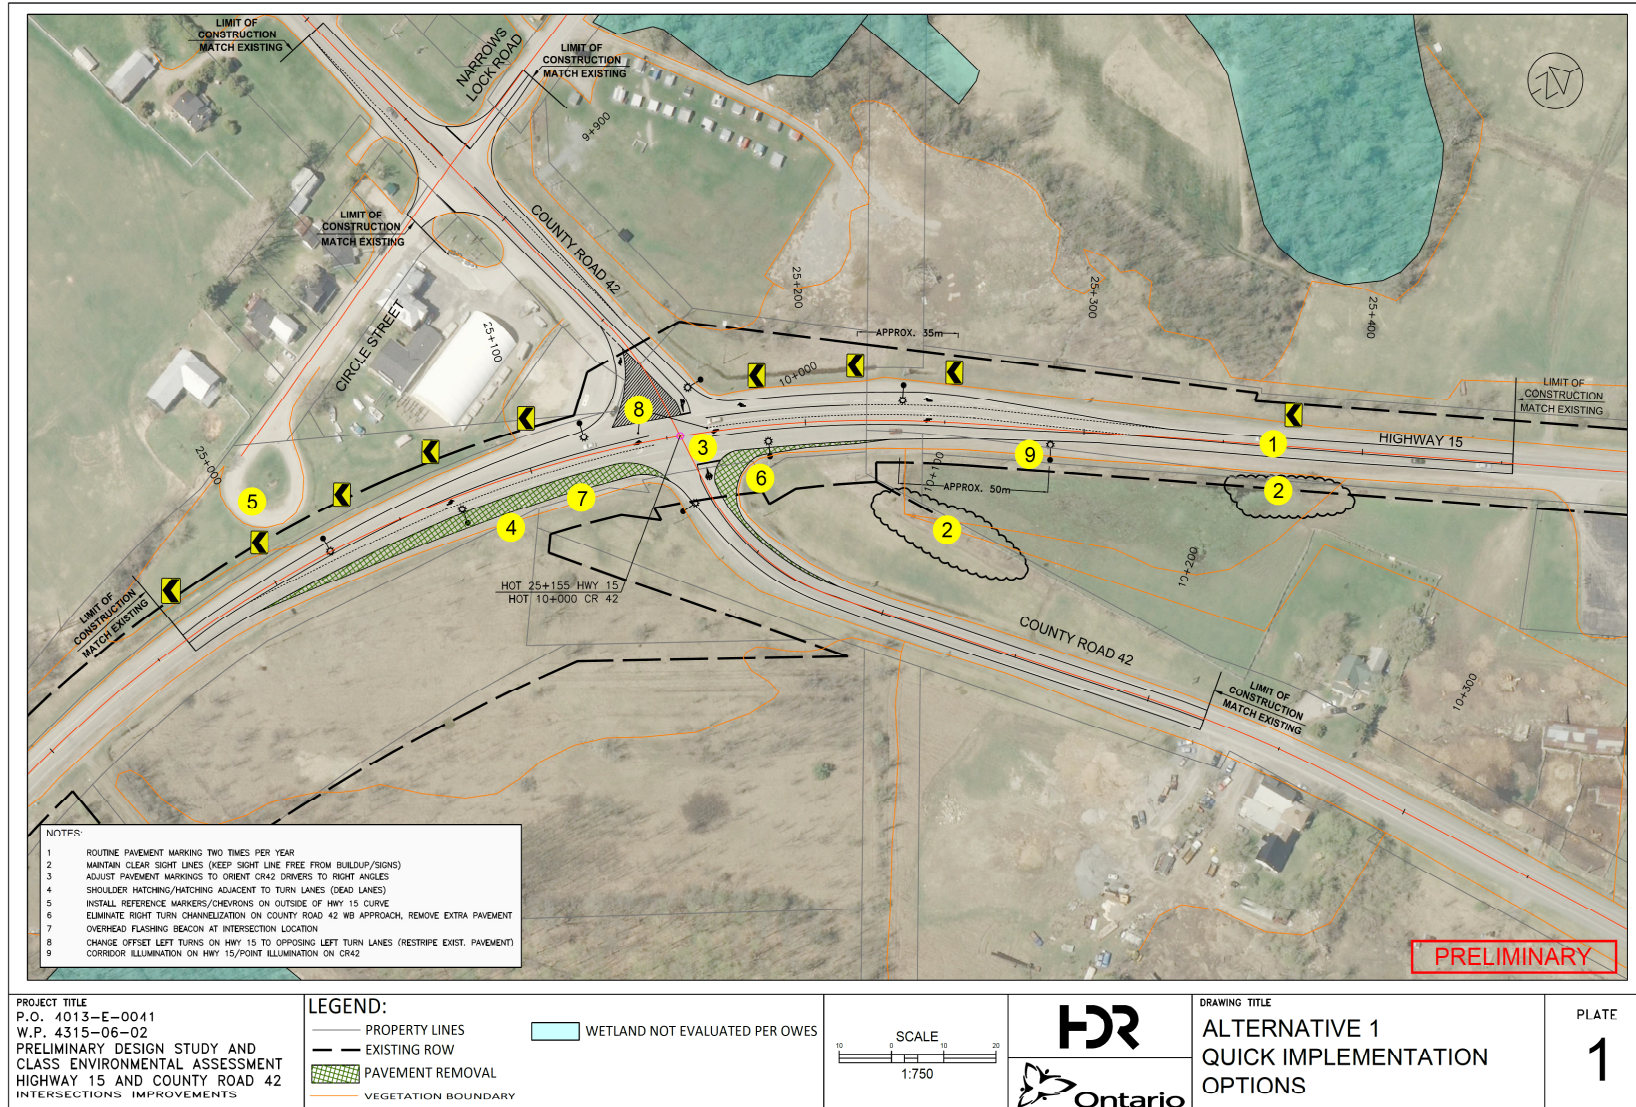 LIMIT OF
CONSTRUCTION
MATCH EXISTING
NARROWS
LOCK ROAD
LIMIT OF
CONSTRUCTION
MATCH EXISTING
9+900
LIMIT OF
CONSTRUCTION
MATCH EXISTING
COUNTY ROAD 42
25+200
25+300
25+400
CIRCLE STREET
25+100
APPROX. 35m
10+000
LIMIT OF
CONSTRUCTION
MATCH EXISTING
HIGHWAY 15
25+000
8
3
1
9
6
2
5
7
4
2
10+100
APPROX. 50m
10+200
HOT 25+155 HWY 15
HOT 10+000 CR 42
LIMIT OF
CONSTRUCTION
MATCH EXISTING
COUNTY ROAD 42
LIMIT OF
CONSTRUCTION
MATCH EXISTING
10+300
NOTES:
1 ROUTINE PAVEMENT MARKING TWO TIMES PER YEAR
2 MAINTAIN CLEAR SIGHT LINES (KEEP SIGHT LINE FREE FROM BUILDUP/SIGNS)
3 ADJUST PAVEMENT MARKINGS TO ORIENT CR42 DRIVERS TO RIGHT ANGLES
4 SHOULDER HATCHING/HATCHING ADJACENT TO TURN LANES (DEAD LANES)
5 INSTALL REFERENCE MARKERS/CHEVRONS ON OUTSIDE OF HWY 15 CURVE
6 ELIMINATE RIGHT TURN CHANNELIZATION ON COUNTY ROAD 42 WB APPROACH, REMOVE EXTRA PAVEMENT
7 OVERHEAD FLASHING BEACON AT INTERSECTION LOCATION
8 CHANGE OFFSET LEFT TURNS ON HWY 15 TO OPPOSING LEFT TURN LANES (RESTRIPE EXIST. PAVEMENT)
9 CORRIDOR ILLUMINATION ON HWY 15/POINT ILLUMINATION ON CR42
PRELIMINARY
PROJECT TITLE
P.O. 4013-E-0041
W.P. 4315-06-02
PRELIMINARY DESIGN STUDY AND
CLASS ENVIRONMENTAL ASSESSMENT
HIGHWAY 15 AND COUNTY ROAD 42
INTERSECTIONS IMPROVEMENTS
LEGEND:
PROPERTY LINES
EXISTING ROW
PAVEMENT REMOVAL
VEGETATION BOUNDARY
WETLAND NOT EVALUATED PER OWES
SCALE
10 0 10 20
1:750
HDR
Ontario
DRAWING TITLE
ALTERNATIVE 1
QUICK IMPLEMENTATION
OPTIONS
PLATE
1